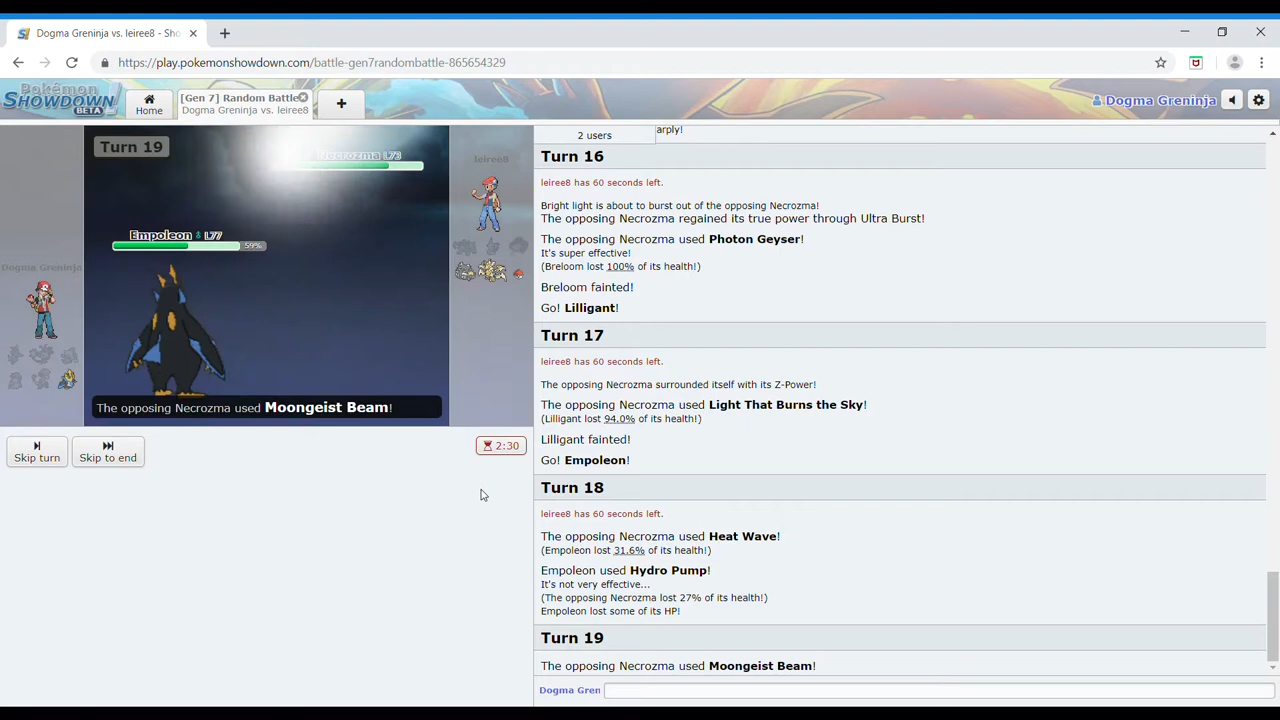 Dogma Greninja vs. leiree8 - Sho
https://play.pokemonshowdown.com/battle-gen7randombattle-865654329
Pokémon
SHOWDOWN
BETA
Home
[Gen 7] Random Battle
Dogma Greninja vs. leiree8
Dogma Greninja
Turn 19
Necrozma L73
leiree8
Empoleon L77
59%
Dogma Greninja
The opposing Necrozma used Moongeist Beam!
Skip turn
Skip to end
2:30
2 users
arply!
Turn 16
leiree8 has 60 seconds left.
Bright light is about to burst out of the opposing Necrozma!
The opposing Necrozma regained its true power through Ultra Burst!
The opposing Necrozma used Photon Geyser!
It's super effective!
(Breloom lost 100% of its health!)
Breloom fainted!
Go! Lilligant!
Turn 17
leiree8 has 60 seconds left.
The opposing Necrozma surrounded itself with its Z-Power!
The opposing Necrozma used Light That Burns the Sky!
(Lilligant lost 94.0% of its health!)
Lilligant fainted!
Go! Empoleon!
Turn 18
leiree8 has 60 seconds left.
The opposing Necrozma used Heat Wave!
(Empoleon lost 31.6% of its health!)
Empoleon used Hydro Pump!
It's not very effective...
(The opposing Necrozma lost 27% of its health!)
Empoleon lost some of its HP!
Turn 19
The opposing Necrozma used Moongeist Beam!
Dogma Gren